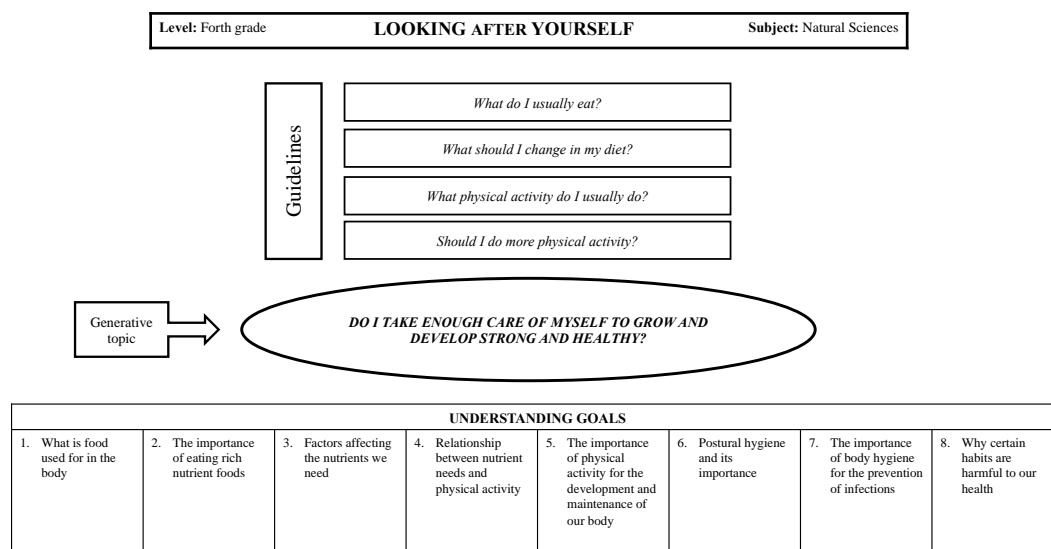 Level: Forth grade LOOKING AFTER YOURSELF Subject: Natural Sciences
Guidelines
What do I usually eat?
What should I change in my diet?
What physical activity do I usually do?
Should I do more physical activity?
Generative
topic
DO I TAKE ENOUGH CARE OF MYSELF TO GROW AND
DEVELOP STRONG AND HEALTHY?
UNDERSTANDING GOALS
1. What is food
used for in the
body
2. The importance
of eating rich
nutrient foods
3. Factors affecting
the nutrients we
need
4. Relationship
between nutrient
needs and
physical activity
5. The importance
of physical
activity for the
development and
maintenance of
our body
6. Postural hygiene
and its
importance
7. The importance
of body hygiene
for the prevention
of infections
8. Why certain
habits are
harmful to our
health